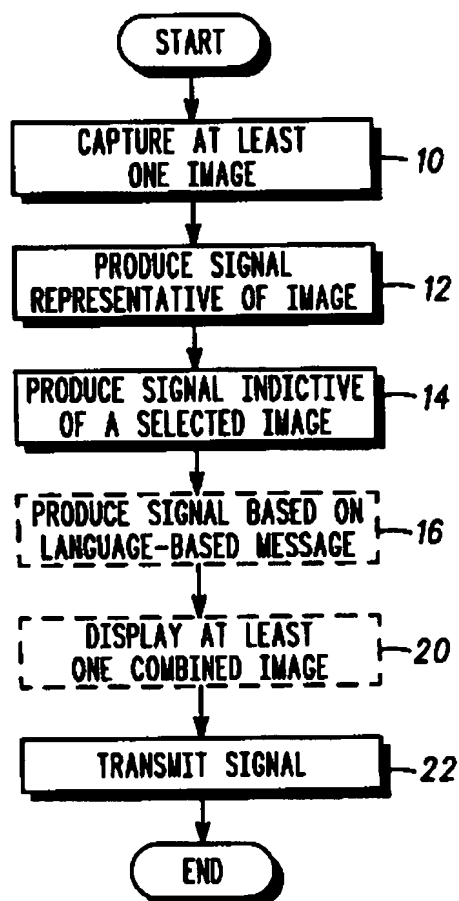 START
CAPTURE AT LEAST
ONE IMAGE
10
PRODUCE SIGNAL
REPRESENTATIVE OF IMAGE
12
PRODUCE SIGNAL INDICTIVE
OF A SELECTED IMAGE
14
PRODUCE SIGNAL BASED ON
LANGUAGE-BASED MESSAGE
16
DISPLAY AT LEAST
ONE COMBINED IMAGE
20
TRANSMIT SIGNAL
22
END